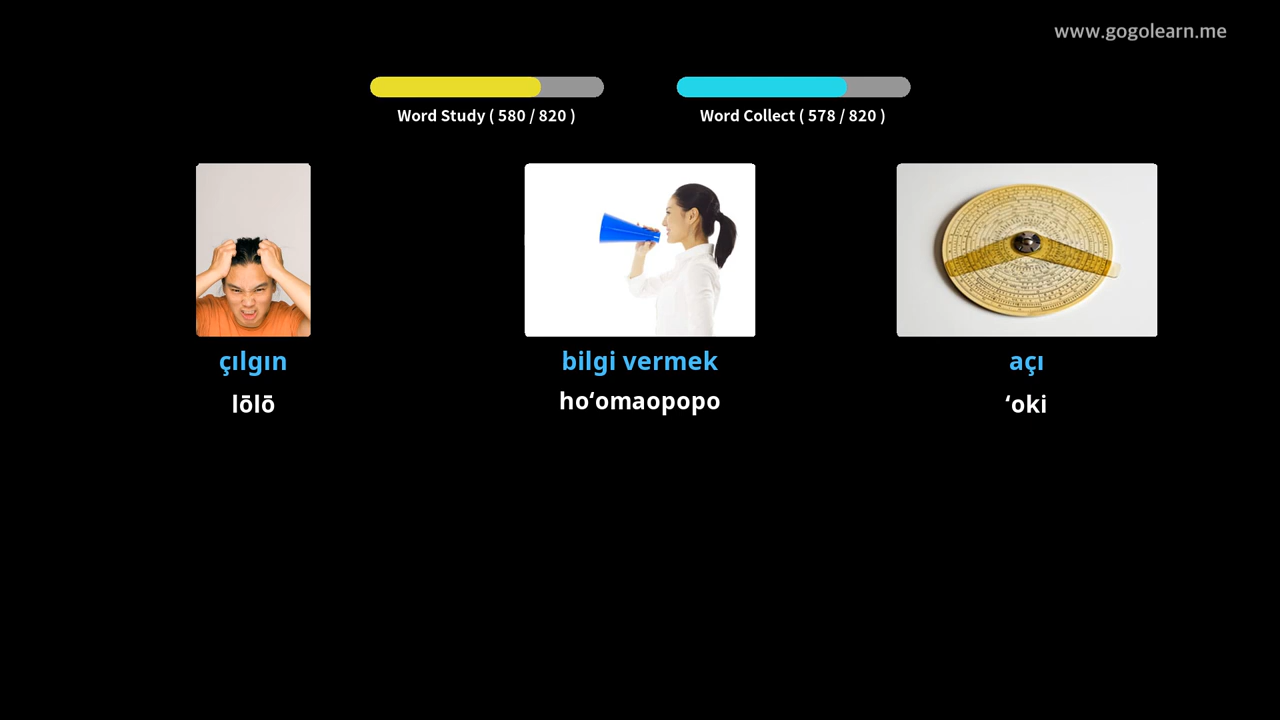 www.gogolearn.me
Word Study ( 580 / 820 )
Word Collect ( 578 / 820 )
çılgın
bilgi vermek
açı
lōlō
hoʻomaopopo
ʻoki